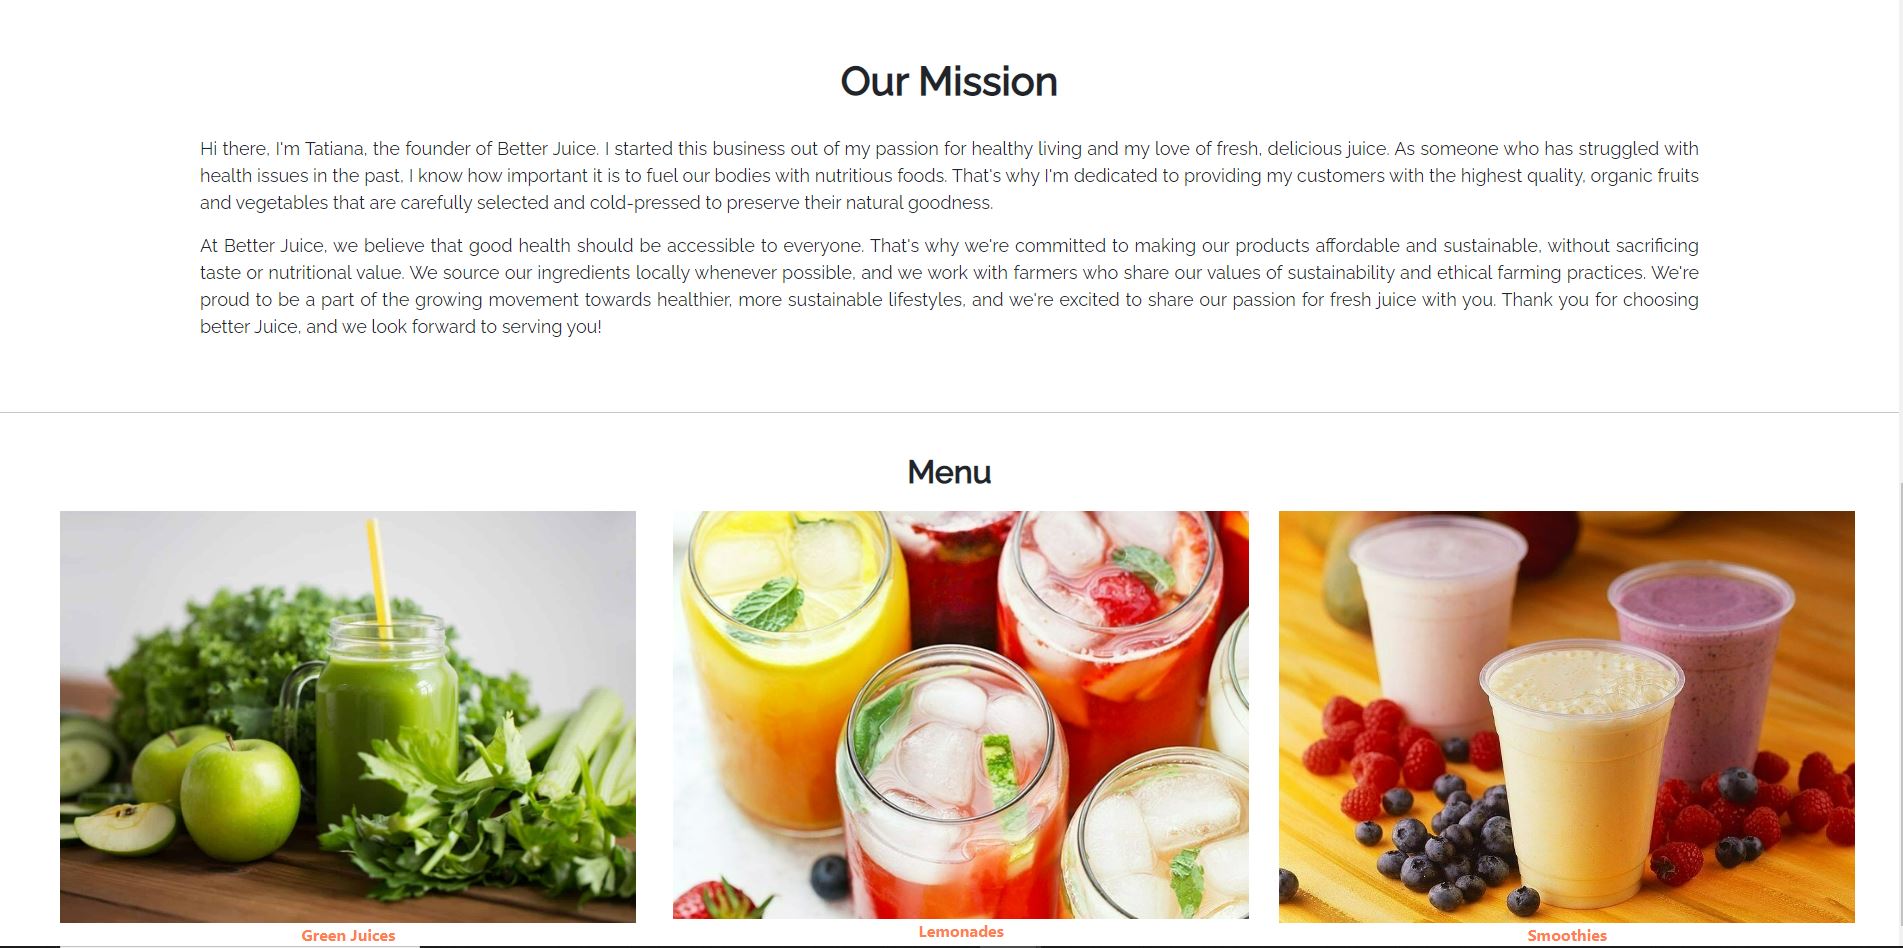 Our Mission
Hi there, I'm Tatiana, the founder of Better Juice. I started this business out of my passion for healthy living and my love of fresh, delicious juice. As someone who has struggled with
health issues in the past, I know how important it is to fuel our bodies with nutritious foods. That's why I'm dedicated to providing my customers with the highest quality, organic fruits
and vegetables that are carefully selected and cold-pressed to preserve their natural goodness.
At Better Juice, we believe that good health should be accessible to everyone. That's why we're committed to making our products affordable and sustainable, without sacrificing
taste or nutritional value. We source our ingredients locally whenever possible, and we work with farmers who share our values of sustainability and ethical farming practices. We're
proud to be a part of the growing movement towards healthier, more sustainable lifestyles, and we're excited to share our passion for fresh juice with you. Thank you for choosing
better Juice, and we look forward to serving you!
Menu
Green Juices
Lemonades
Smoothies